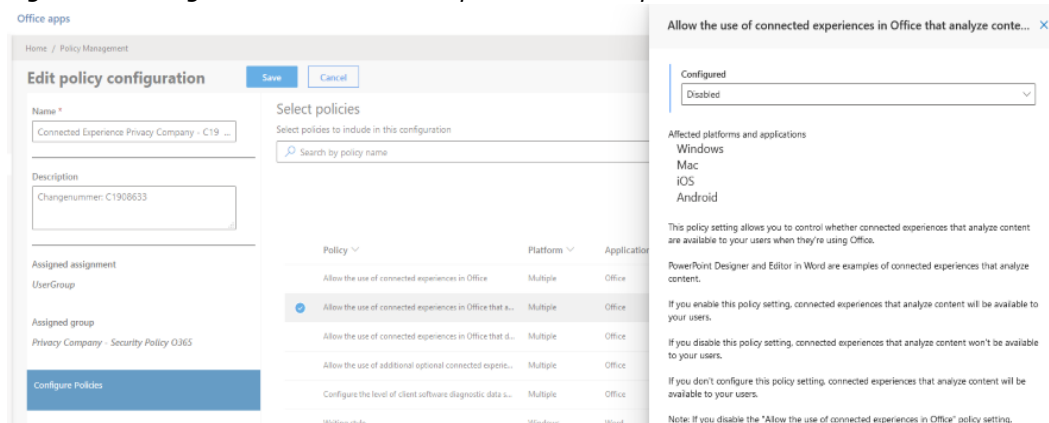 Office apps
Home / Policy Management
Edit policy configuration
Save
Cancel
Name *
Connected Experience Privacy Company - C19 ...
Description
Changenummer: C1908633
Assigned assignment
UserGroup
Assigned group
Privacy Company - Security Policy O365
Configure Policies
Select policies
Select policies to include in this configuration
Search by policy name
Policy Platform Application
Allow the use of connected experiences in Office Multiple Office
Allow the use of connected experiences in Office that a... Multiple Office
Allow the use of connected experiences in Office that d... Multiple Office
Allow the use of additional optional connected experie... Multiple Office
Configure the level of client software diagnostic data s... Multiple Office
Writing style Windows Word
Allow the use of connected experiences in Office that analyze conte... ×
Configured
Disabled
Affected platforms and applications
Windows
Mac
iOS
Android
This policy setting allows you to control whether connected experiences that analyze content
are available to your users when they're using Office.
PowerPoint Designer and Editor in Word are examples of connected experiences that analyze
content.
If you enable this policy setting, connected experiences that analyze content will be available to
your users.
If you disable this policy setting, connected experiences that analyze content won't be available
to your users.
If you don't configure this policy setting, connected experiences that analyze content will be
available to your users.
Note: If you disable the "Allow the use of connected experiences in Office" policy setting,